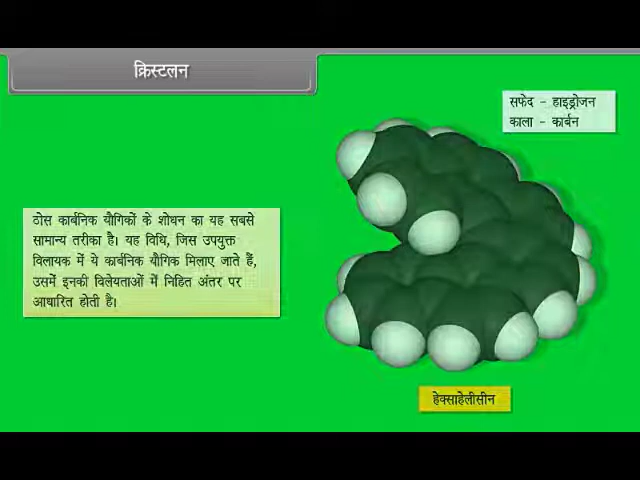 क्रिस्टलन
सफेद - हाइड्रोजन
काला - कार्बन
ठोस कार्बनिक यौगिकों के शोधन का यह सबसे
सामान्य तरीका है। यह विधि, जिस उपयुक्त
विलायक में ये कार्बनिक यौगिक मिलाए जाते हैं,
उसमें इनकी विलेयताओं में निहित अंतर पर
आधारित होती है।
हेक्साहेलीसीन